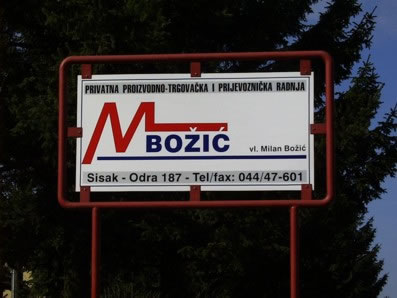 PRIVATNA PROIZVODNO-TRGOVAČKA I PRIJEVOZNIČKA RADNJA
M BOŽIĆ
vl. Milan Božić
Sisak - Odra 187 - Tel/fax: 044/47-601